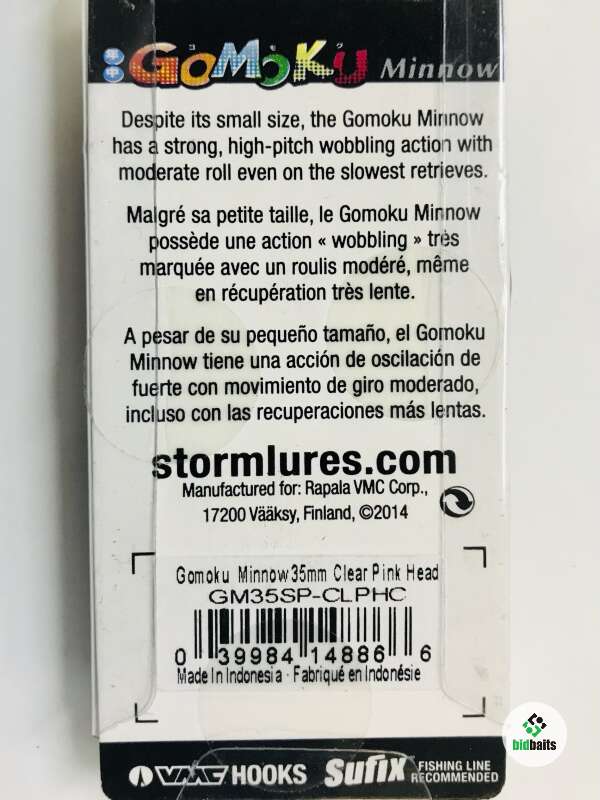 GoMoKu Minnow
Despite its small size, the Gomoku Minnow
has a strong, high-pitch wobbling action with
moderate roll even on the slowest retrieves.
Malgré sa petite taille, le Gomoku Minnow
possède une action « wobbling » très
marquée avec un roulis modéré, même
en récupération très lente.
A pesar de su pequeño tamaño, el Gomoku
Minnow tiene una acción de oscilación de
fuerte con movimiento de giro moderado,
incluso con las recuperaciones más lentas.
stormlures.com
Manufactured for: Rapala VMC Corp.,
17200 Vääksy, Finland, ©2014
Gomoku Minnow 35mm Clear Pink Head
GM35SP-CLPHC
0 39984 14886 6
Made In Indonesia · Fabriqué en Indonésie
VMC HOOKS Sufix FISHING LINE
RECOMMENDED
bidbaits